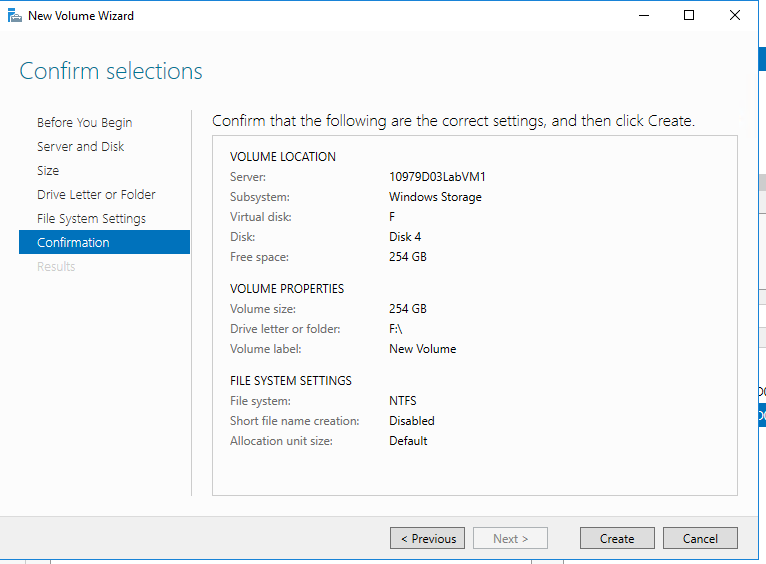 New Volume Wizard
Confirm selections
Before You Begin
Server and Disk
Size
Drive Letter or Folder
File System Settings
Confirmation
Results
Confirm that the following are the correct settings, and then click Create.
VOLUME LOCATION
Server: 10979D03LabVM1
Subsystem: Windows Storage
Virtual disk: F
Disk: Disk 4
Free space: 254 GB
VOLUME PROPERTIES
Volume size: 254 GB
Drive letter or folder: F:\
Volume label: New Volume
FILE SYSTEM SETTINGS
File system: NTFS
Short file name creation: Disabled
Allocation unit size: Default
< Previous Next > Create Cancel